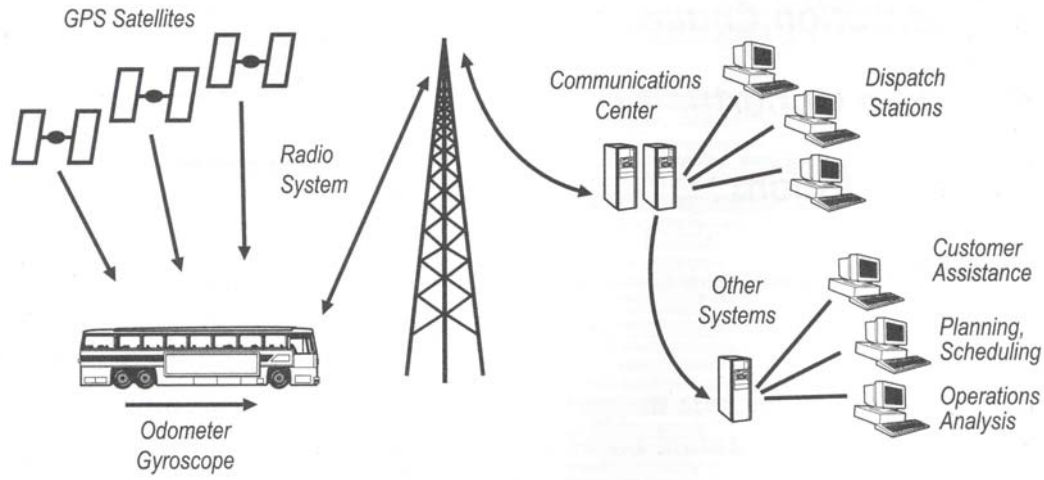 GPS Satellites
Radio
System
Odometer
Gyroscope
Communications
Center
Dispatch
Stations
Other
Systems
Customer
Assistance
Planning,
Scheduling
Operations
Analysis